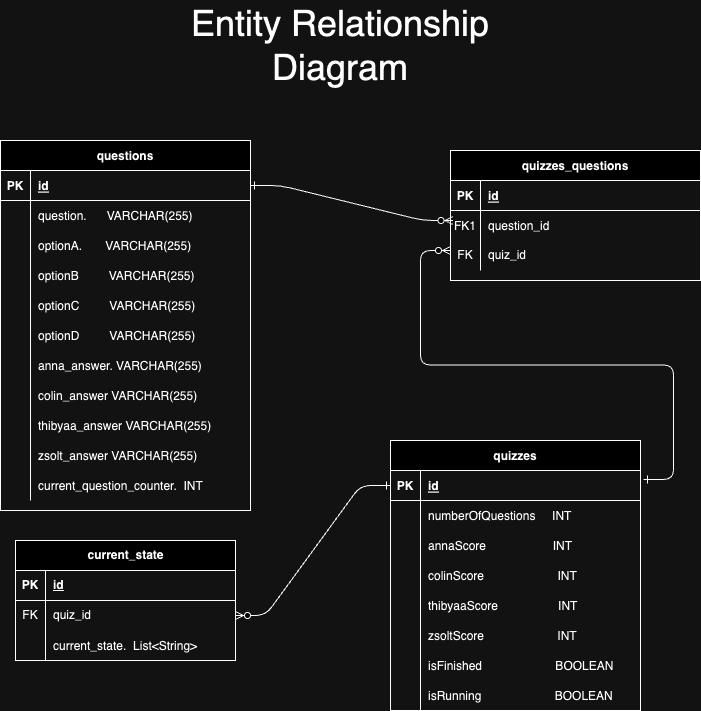 Entity Relationship
Diagram
questions
PK id
question. VARCHAR(255)
optionA. VARCHAR(255)
optionB VARCHAR(255)
optionC VARCHAR(255)
optionD VARCHAR(255)
anna_answer. VARCHAR(255)
colin_answer VARCHAR(255)
thibyaa_answer VARCHAR(255)
zsolt_answer VARCHAR(255)
current_question_counter. INT
quizzes_questions
PK id
FK1 question_id
FK quiz_id
quizzes
PK id
numberOfQuestions INT
annaScore INT
colinScore INT
thibyaaScore INT
zsoltScore INT
isFinished BOOLEAN
isRunning BOOLEAN
current_state
PK id
FK quiz_id
current_state. List<String>